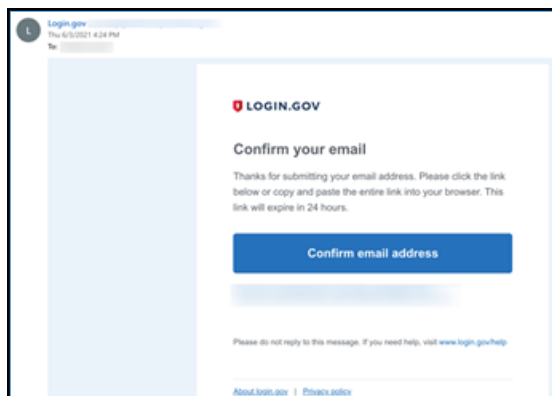 L
Login.gov
Thu 6/3/2021 4:24 PM
To:
LOGIN.GOV
Confirm your email
Thanks for submitting your email address. Please click the link
below or copy and paste the entire link into your browser. This
link will expire in 24 hours.
Confirm email address
Please do not reply to this message. If you need help, visit www.login.gov/help
About login.gov | Privacy policy